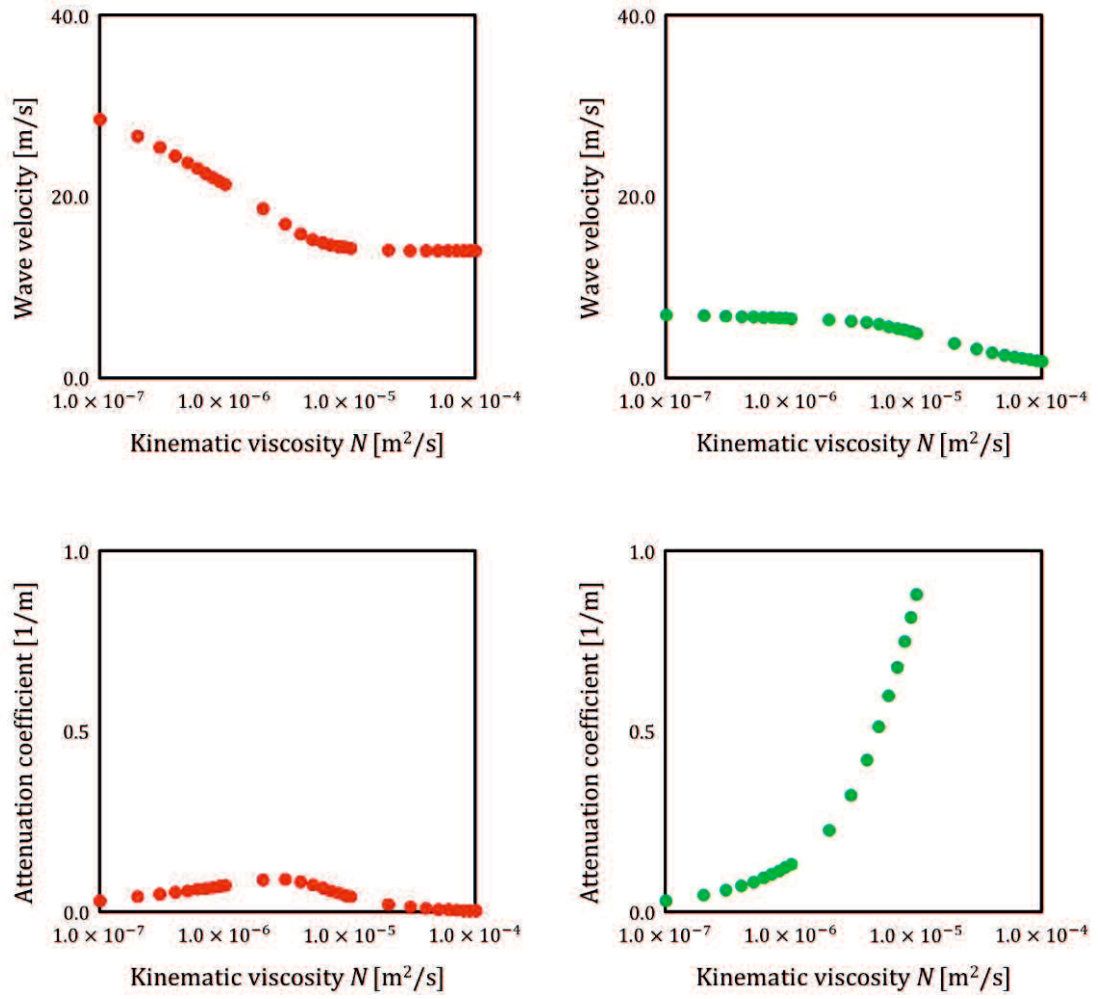 40.0
20.0
0.0
Wave velocity [m/s]
1.0 × 10⁻⁷ 1.0 × 10⁻⁶ 1.0 × 10⁻⁵ 1.0 × 10⁻⁴
Kinematic viscosity N [m²/s]
40.0
20.0
0.0
Wave velocity [m/s]
1.0 × 10⁻⁷ 1.0 × 10⁻⁶ 1.0 × 10⁻⁵ 1.0 × 10⁻⁴
Kinematic viscosity N [m²/s]
1.0
0.5
0.0
Attenuation coefficient [1/m]
1.0 × 10⁻⁷ 1.0 × 10⁻⁶ 1.0 × 10⁻⁵ 1.0 × 10⁻⁴
Kinematic viscosity N [m²/s]
1.0
0.5
0.0
Attenuation coefficient [1/m]
1.0 × 10⁻⁷ 1.0 × 10⁻⁶ 1.0 × 10⁻⁵ 1.0 × 10⁻⁴
Kinematic viscosity N [m²/s]